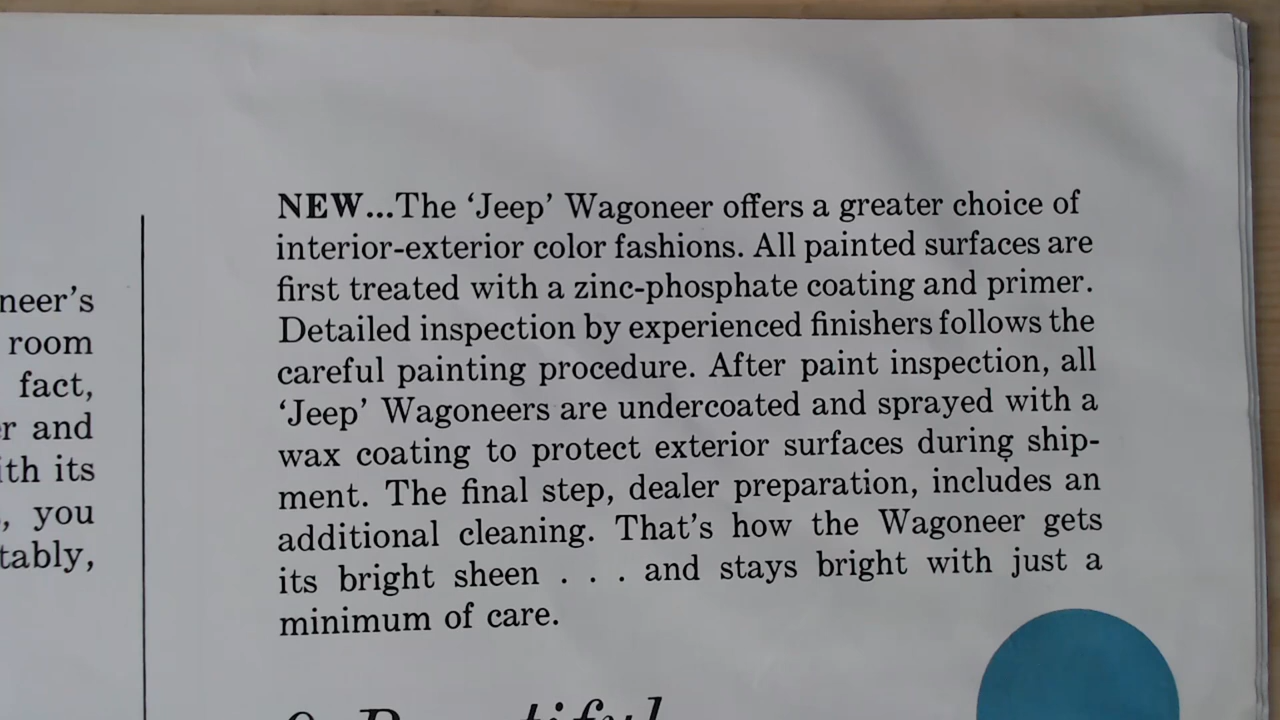 neer's
room
fact,
and
its
, you
NEW...The ‘Jeep’ Wagoneer offers a greater choice of
interior-exterior color fashions. All painted surfaces are
first treated with a zinc-phosphate coating and primer.
Detailed inspection by experienced finishers follows the
careful painting procedure. After paint inspection, all
‘Jeep’ Wagoneers are undercoated and sprayed with a
wax coating to protect exterior surfaces during ship-
ment. The final step, dealer preparation, includes an
additional cleaning. That's how the Wagoneer gets
its bright sheen . . . and stays bright with just a
minimum of care.